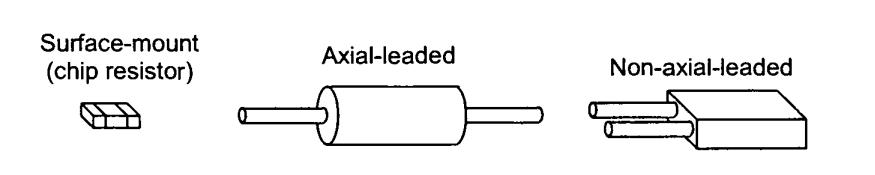 Surface-mount
(chip resistor)
Axial-leaded
Non-axial-leaded